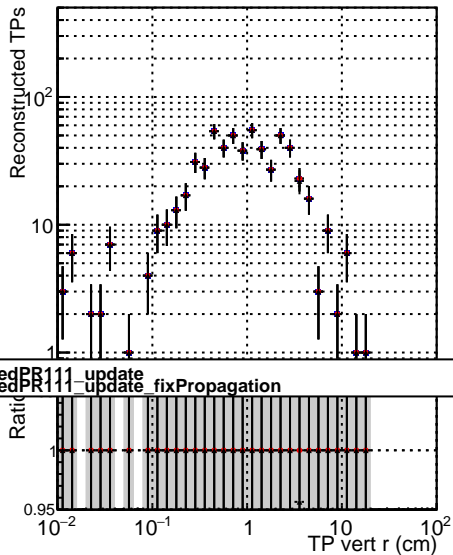 Reconstructed TPs
10²
10
1
edPR111_update
edPR111_update_fixPropagation
Ratio
1
0.95
10⁻² 10⁻¹ 1 10 10²
TP vert r (cm)